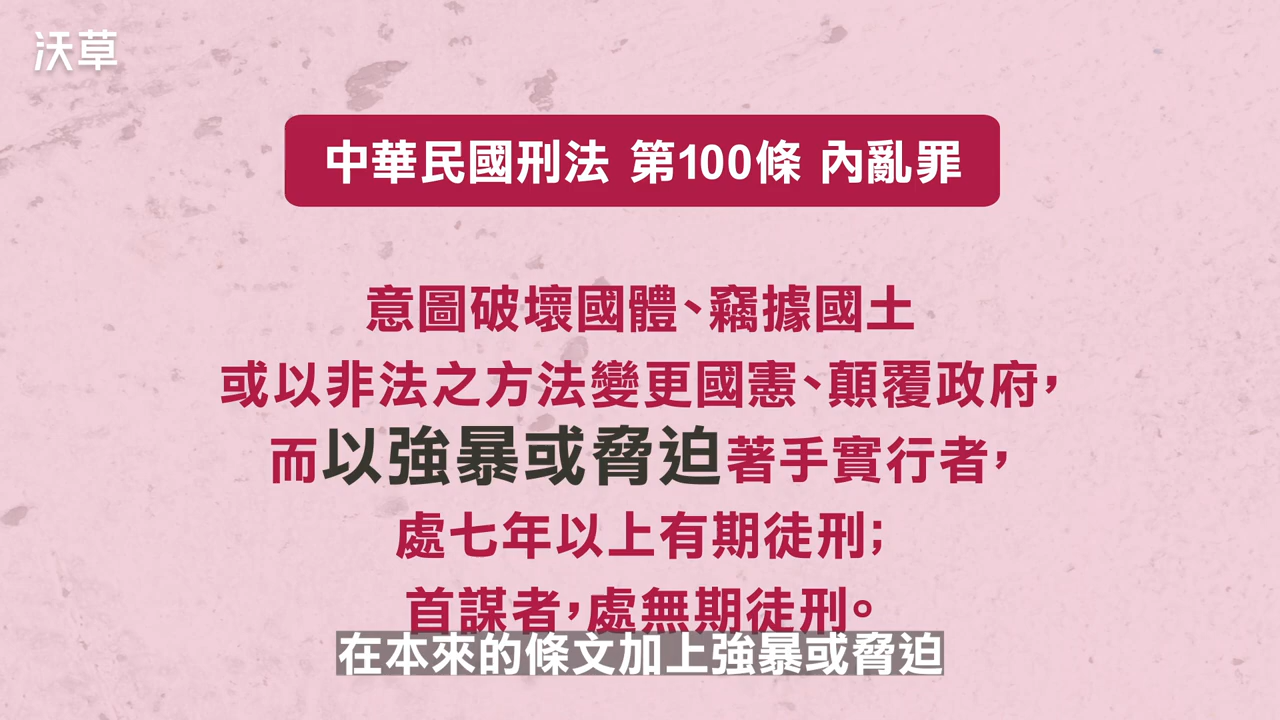 沃草
中華民國刑法 第100條 內亂罪
意圖破壞國體、竊據國土
或以非法之方法變更國憲、顛覆政府，
而以強暴或脅迫著手實行者，
處七年以上有期徒刑；
首謀者，處無期徒刑。
在本來的條文加上強暴或脅迫